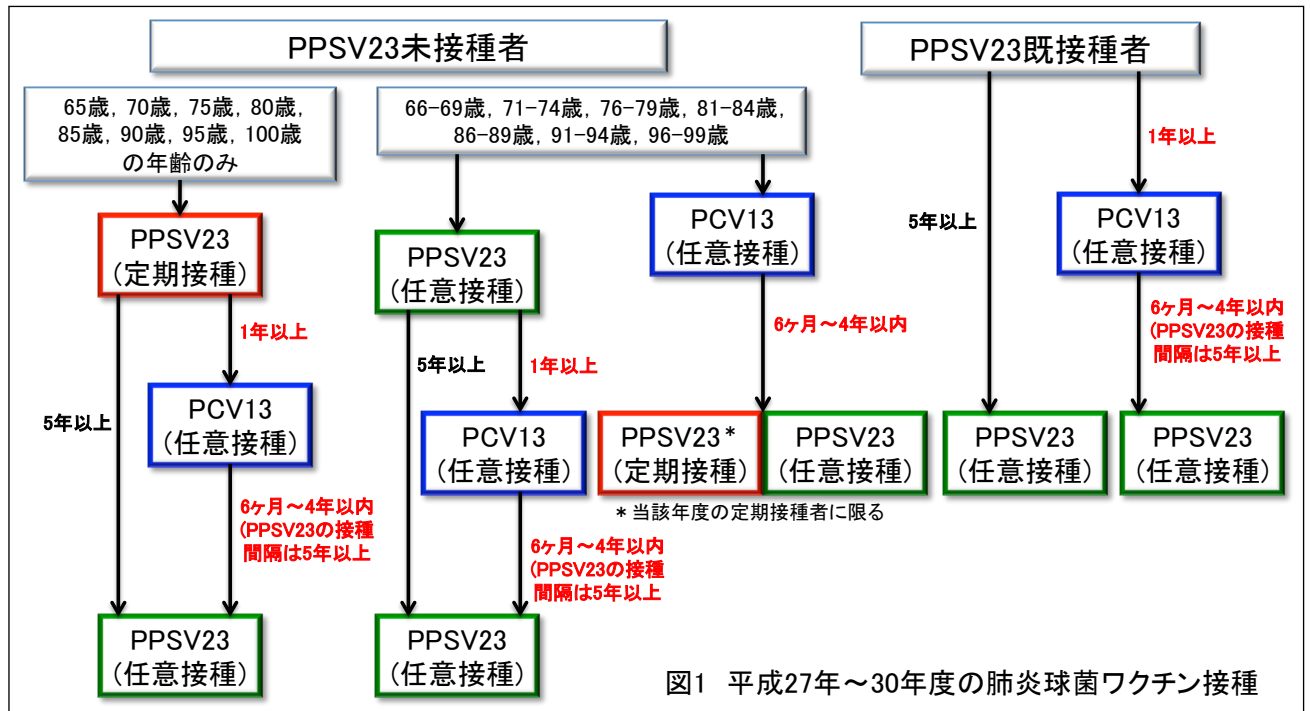 PPSV23未接種者
65歳, 70歳, 75歳, 80歳,
85歳, 90歳, 95歳, 100歳
の年齢のみ
PPSV23
(定期接種)
5年以上
1年以上
PCV13
(任意接種)
6ヶ月～4年以内
(PPSV23の接種
間隔は5年以上
PPSV23
(任意接種)
66-69歳, 71-74歳, 76-79歳, 81-84歳,
86-89歳, 91-94歳, 96-99歳
PPSV23
(任意接種)
5年以上
1年以上
PCV13
(任意接種)
6ヶ月～4年以内
(PPSV23の接種
間隔は5年以上
PPSV23
(任意接種)
PCV13
(任意接種)
6ヶ月～4年以内
PPSV23*
(定期接種)
PPSV23
(任意接種)
*当該年度の定期接種者に限る
PPSV23既接種者
5年以上
PPSV23
(任意接種)
1年以上
PCV13
(任意接種)
6ヶ月～4年以内
(PPSV23の接種
間隔は5年以上
PPSV23
(任意接種)
図1 平成27年～30年度の肺炎球菌ワクチン接種